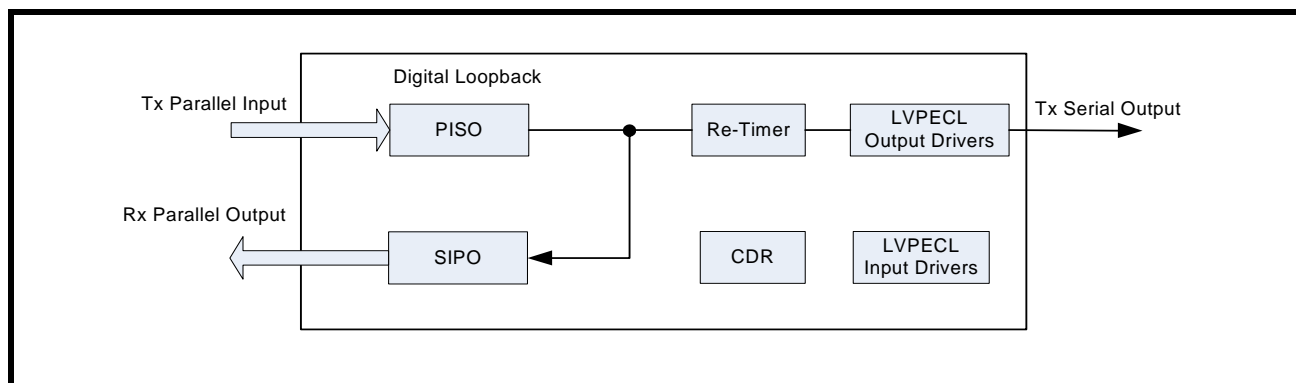 Digital Loopback
Tx Parallel Input
PISO
Re-Timer
LVPECL
Output Drivers
Tx Serial Output
Rx Parallel Output
SIPO
CDR
LVPECL
Input Drivers